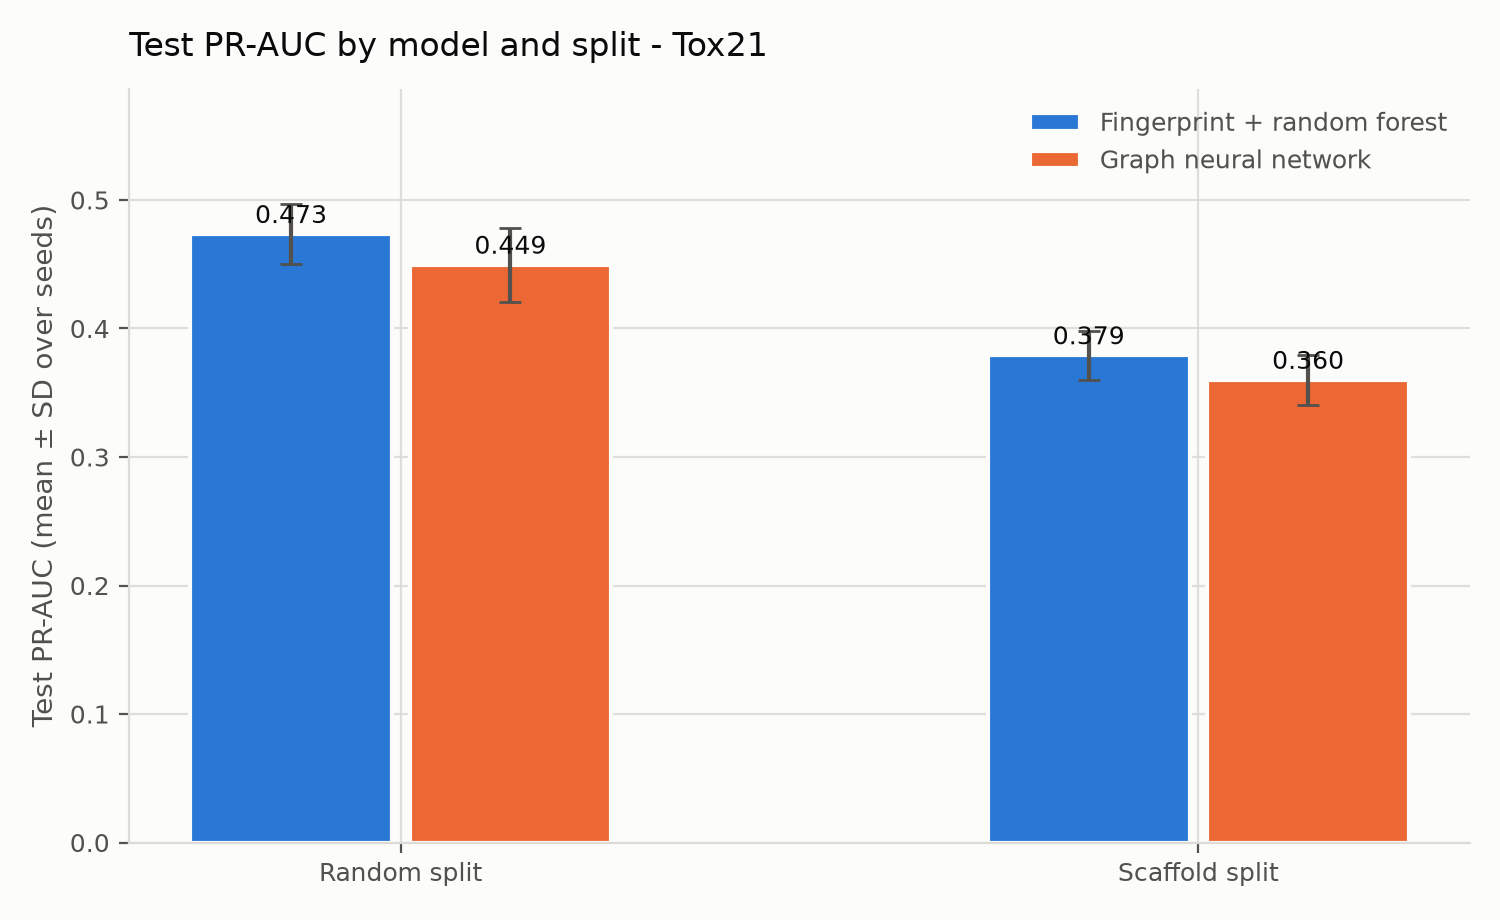 Test PR-AUC by model and split - Tox21
Fingerprint + random forest
Graph neural network
Test PR-AUC (mean ± SD over seeds)
0.5
0.4
0.3
0.2
0.1
0.0
0.473
0.449
0.379
0.360
Random split
Scaffold split